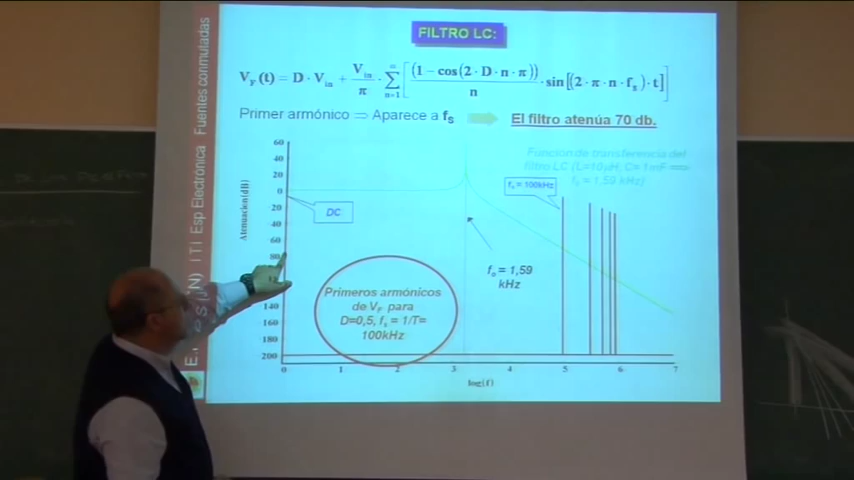 FILTRO LC:
V_F(t) = D · V_in + V_in/π · Σ_{n=1}^{∞} [ (1 − cos(2 · D · n · π))/n · sin[(2 · π · n · f_s) · t] ]
Primer armónico ⇒ Aparece a f_s
El filtro atenúa 70 db.
Función de transferencia del
filtro LC (L=10μH, C= 1mF ⇒
f_o = 1,59 kHz)
f_s = 100kHz
DC
f_o = 1,59
kHz
Primeros armónicos
de V_F para
D=0,5, f_s = 1/T=
100kHz
Atenuacion(dB)
60
40
20
0
20
40
60
80
140
160
180
200
0
1
2
3
4
5
6
7
log(f)
ITI Esp Electrónica
Fuentes conmutadas